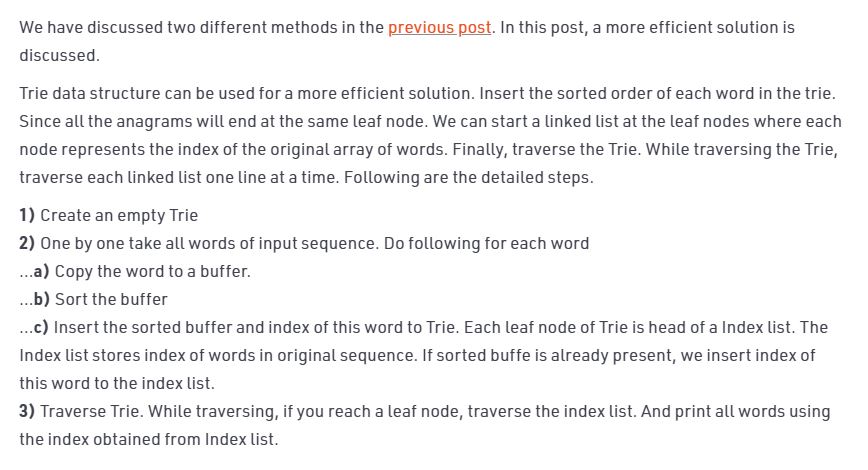 We have discussed two different methods in the previous post. In this post, a more efficient solution is
discussed.
Trie data structure can be used for a more efficient solution. Insert the sorted order of each word in the trie.
Since all the anagrams will end at the same leaf node. We can start a linked list at the leaf nodes where each
node represents the index of the original array of words. Finally, traverse the Trie. While traversing the Trie,
traverse each linked list one line at a time. Following are the detailed steps.
1) Create an empty Trie
2) One by one take all words of input sequence. Do following for each word
...a) Copy the word to a buffer.
...b) Sort the buffer
...c) Insert the sorted buffer and index of this word to Trie. Each leaf node of Trie is head of a Index list. The
Index list stores index of words in original sequence. If sorted buffe is already present, we insert index of
this word to the index list.
3) Traverse Trie. While traversing, if you reach a leaf node, traverse the index list. And print all words using
the index obtained from Index list.